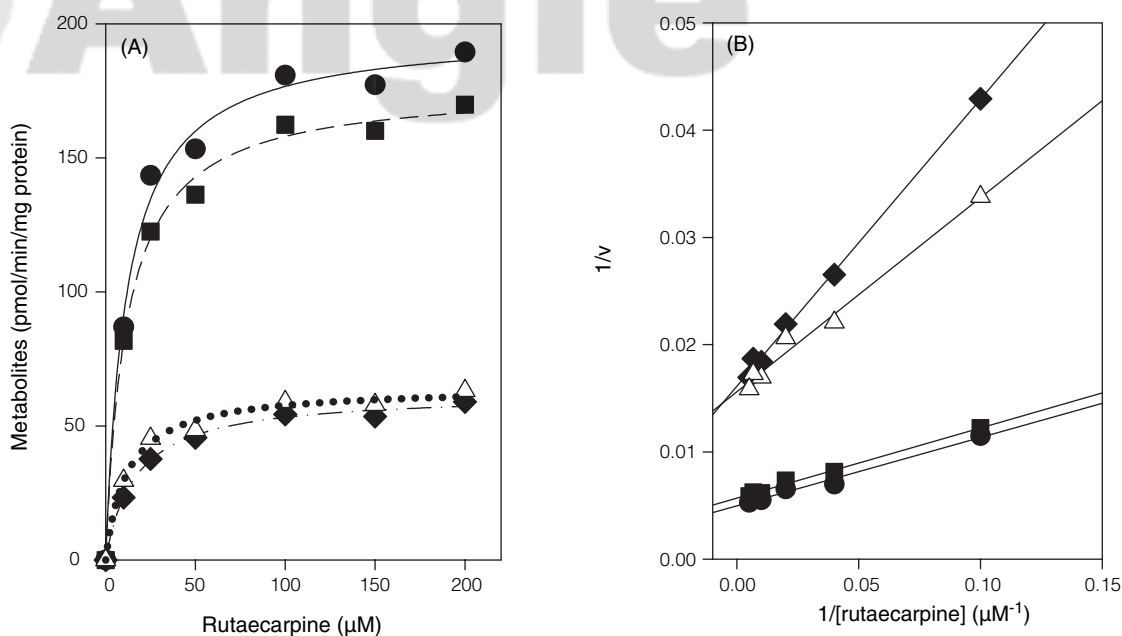 Angle
(A)
200
150
100
50
0
0 50 100 150 200
Metabolites (pmol/min/mg protein)
Rutaecarpine (µM)
(B)
0.05
0.04
0.03
0.02
0.01
0.00
0.00 0.05 0.10 0.15
1/v
1/[rutaecarpine] (µM⁻¹)